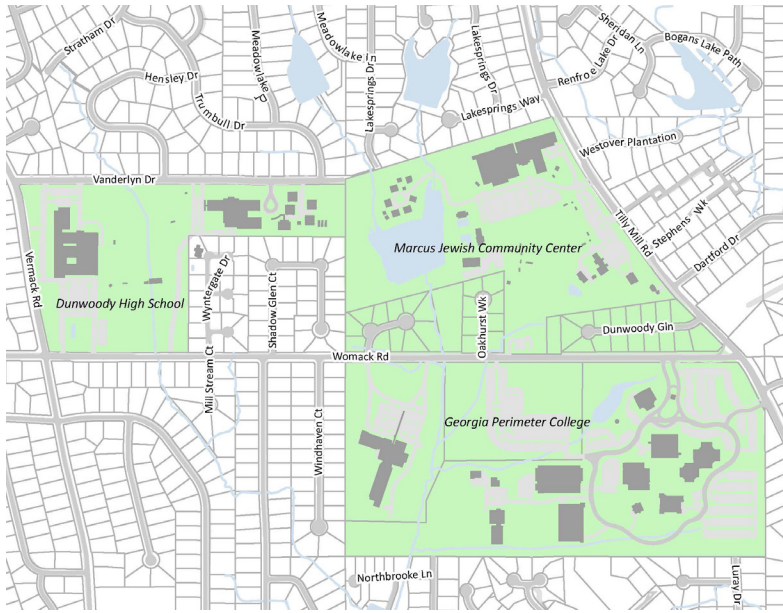 Stratham Dr
Hensley Dr
Trumbull Dr
Meadowlake Pl
Meadowlake ln
Lakesprings Dr
Lakesprings Dr
Lakesprings Way
Sheridan Ln
Renfroe Lake Dr
Bogans Lake Path
Westover Plantation
Vanderlyn Dr
Tilly Mill Rd
Stephens Wk
Dartford Dr
Vermack Rd
Marcus Jewish Community Center
Dunwoody High School
Wyntergate Dr
Shadow Glen Ct
Oakhurst Wk
Dunwoody Gln
Womack Rd
Mill Stream Ct
Windhaven Ct
Georgia Perimeter College
Northbrooke Ln
Luray Dr